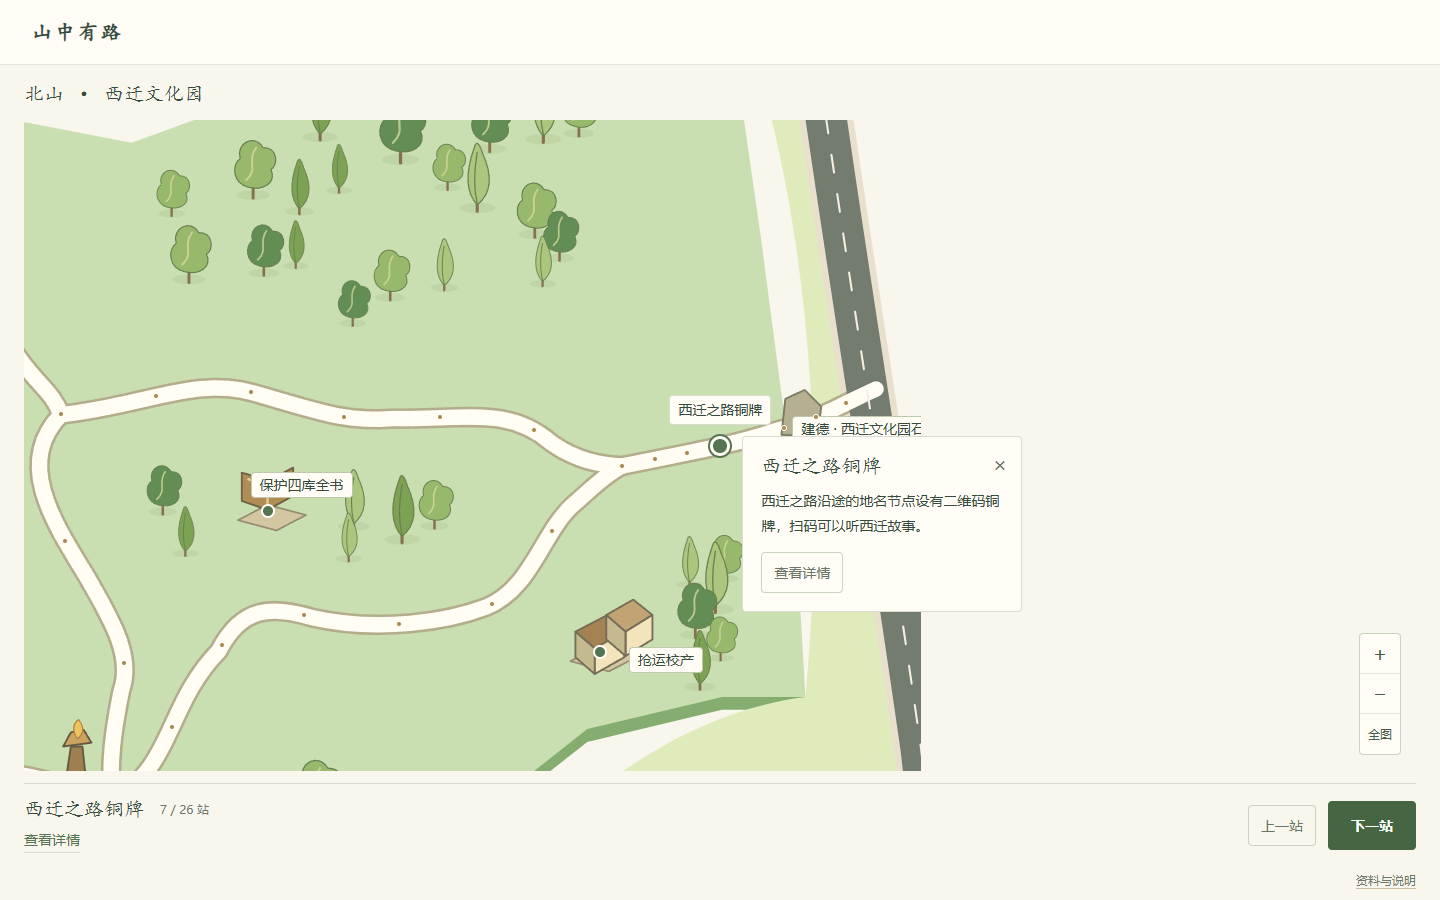 山中有路
北山 • 西迁文化园
西迁之路铜牌
建德 · 西迁文化园石
西迁之路铜牌
×
西迁之路沿途的地名节点设有二维码铜
牌，扫码可以听西迁故事。
查看详情
保护四库全书
抢运校产
+
−
全图
西迁之路铜牌 7 / 26 站
查看详情
上一站
下一站
资料与说明